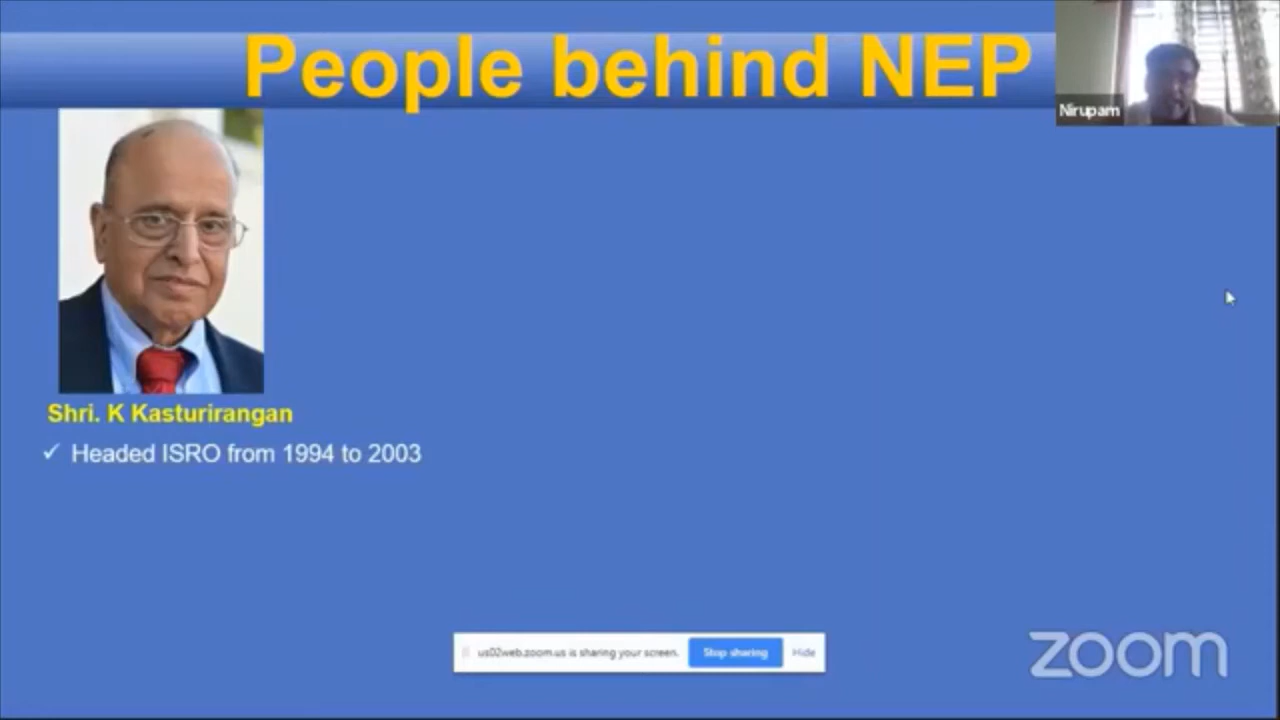 People behind NEP
Nirupam
Shri. K Kasturirangan
✓ Headed ISRO from 1994 to 2003
us02web.zoom.us is sharing your screen.
Stop sharing
Hide
zoom